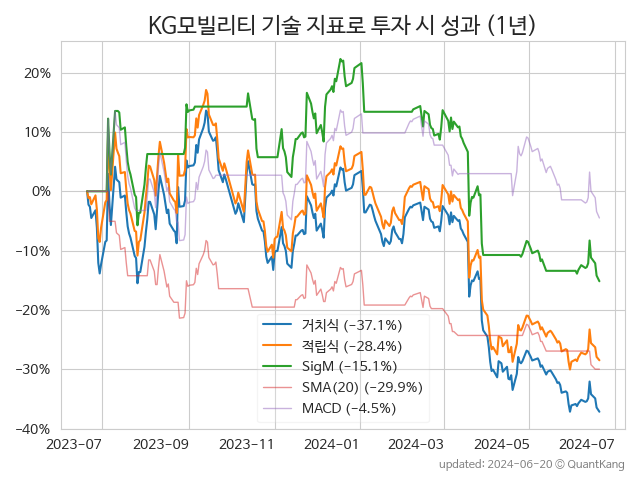 KG모빌리티 기술 지표로 투자 시 성과 (1년)
20%
10%
0%
−10%
−20%
−30%
−40%
거치식 (−37.1%)
적립식 (−28.4%)
SigM (−15.1%)
SMA(20) (−29.9%)
MACD (−4.5%)
2023−07 2023−09 2023−11 2024−01 2024−03 2024−05 2024−07
updated: 2024−06−20 © QuantKang